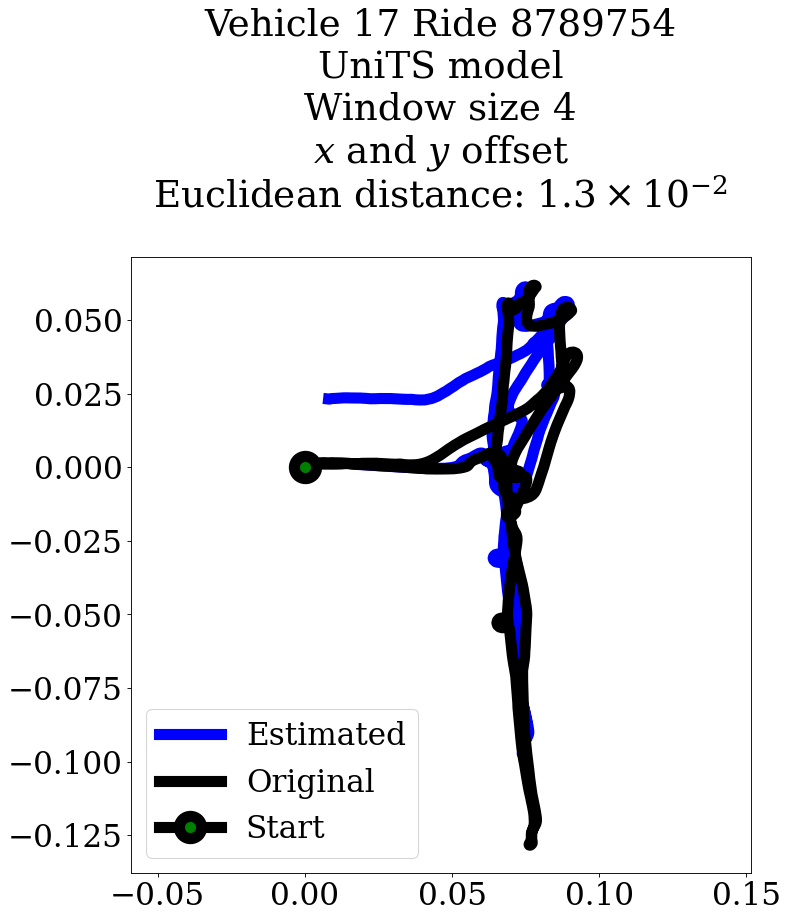 Vehicle 17 Ride 8789754
UniTS model
Window size 4
x and y offset
Euclidean distance: 1.3 × 10⁻²
0.050
0.025
0.000
−0.025
−0.050
−0.075
−0.100
−0.125
Estimated
Original
Start
−0.05 0.00 0.05 0.10 0.15